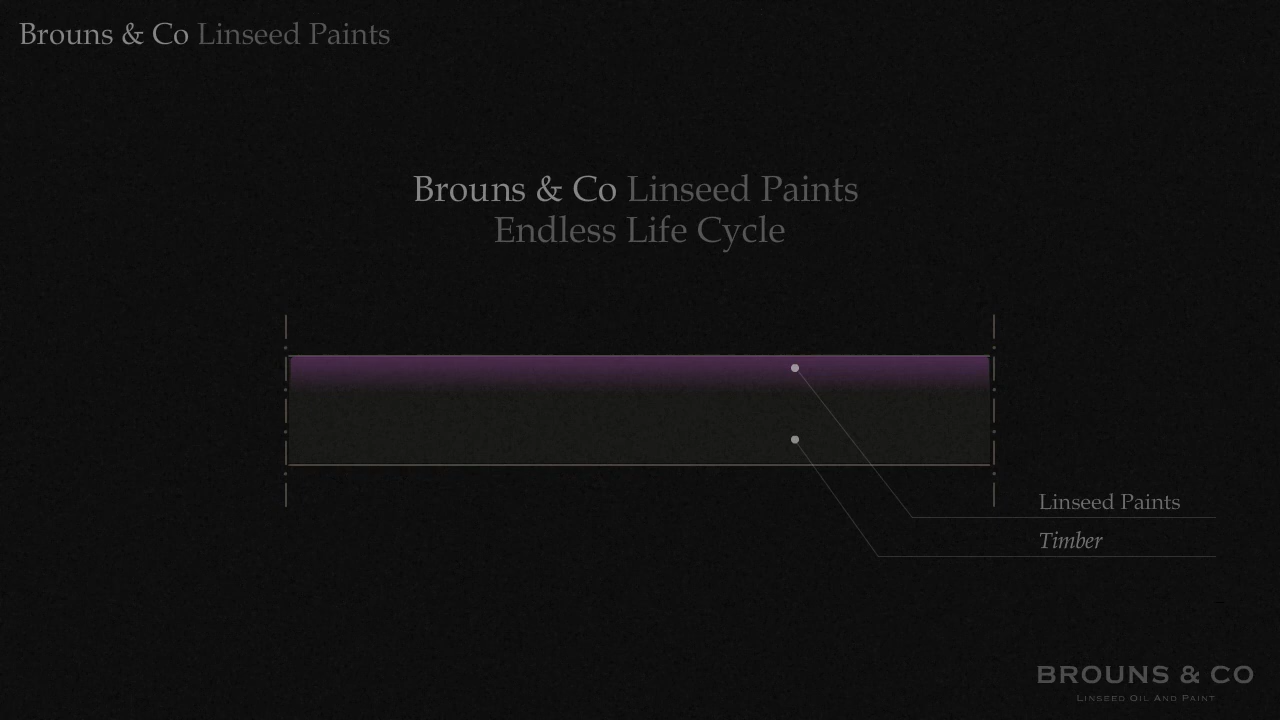 Brouns & Co Linseed Paints
Brouns & Co Linseed Paints
Endless Life Cycle
Linseed Paints
Timber
BROUNS & CO
LINSEED OIL AND PAINT